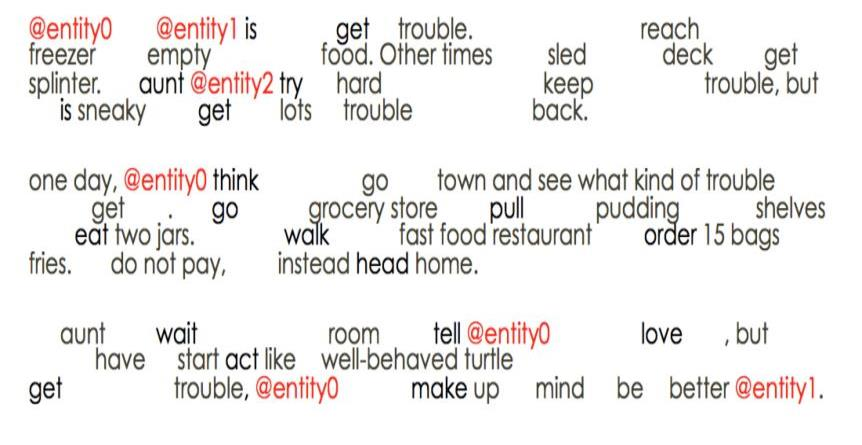 @entity0 @entity1 is get trouble. reach
freezer empty food. Other times sled deck get
splinter. aunt @entity2 try hard keep trouble, but
is sneaky get lots trouble back.
one day, @entity0 think go town and see what kind of trouble
get . go grocery store pull pudding shelves
eat two jars. walk fast food restaurant order 15 bags
fries. do not pay, instead head home.
aunt wait room tell @entity0 love , but
have start act like well-behaved turtle
get trouble, @entity0 make up mind be better @entity1.